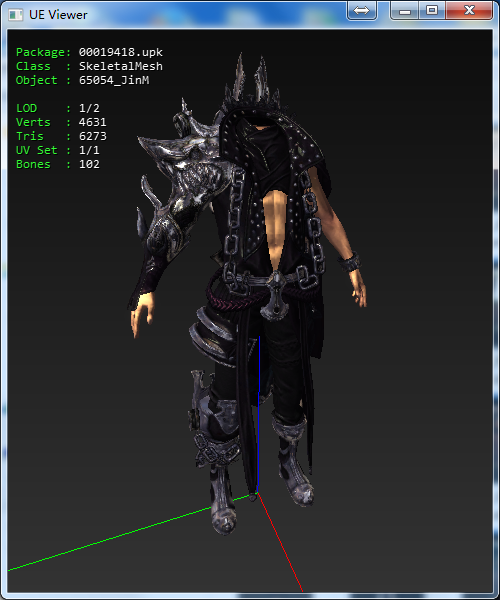 UE Viewer
Package: 00019418.upk
Class : SkeletalMesh
Object : 65054_JinM
LOD : 1/2
Verts : 4631
Tris : 6273
UV Set : 1/1
Bones : 102